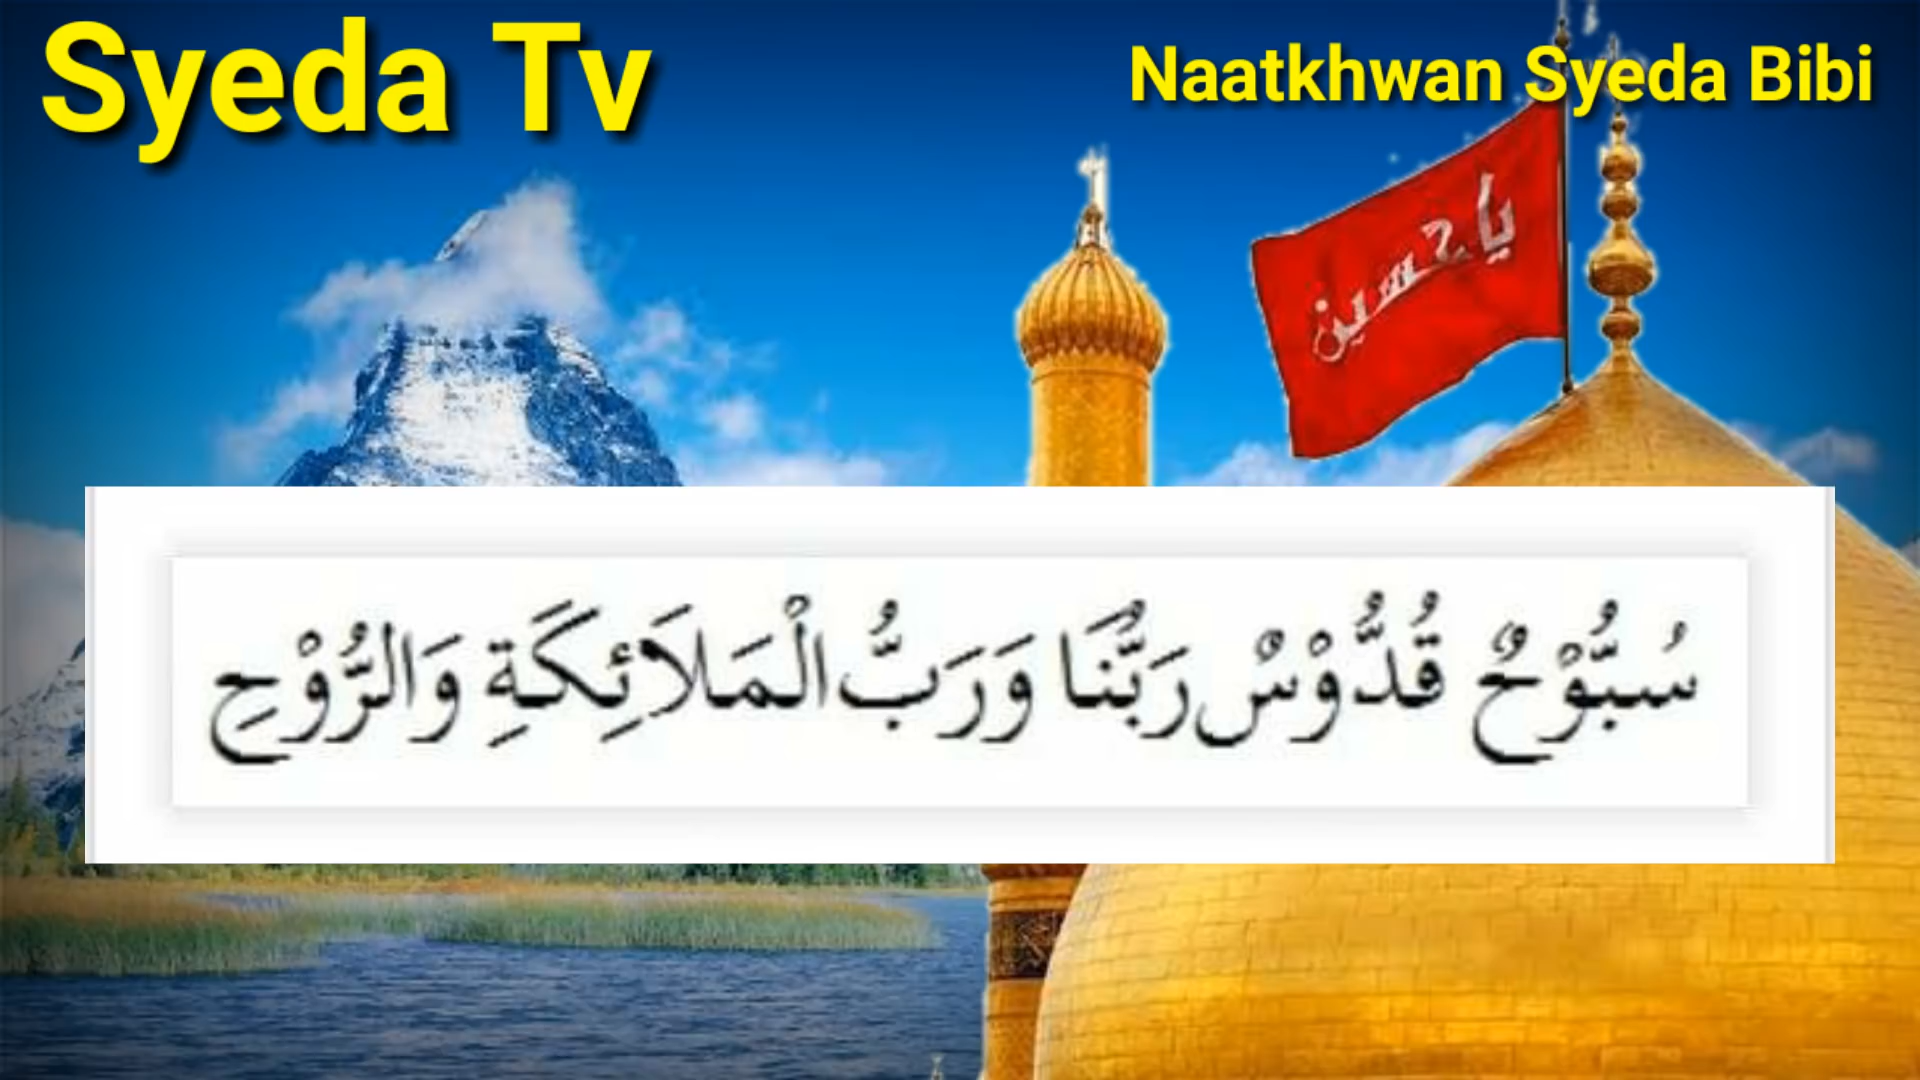 Syeda Tv
Naatkhwan Syeda Bibi
يا حسين
سُبُّوْحٌ قُدُّوْسٌ رَبُّنَا وَرَبُّ الْمَلَائِكَةِ وَالرُّوْحِ